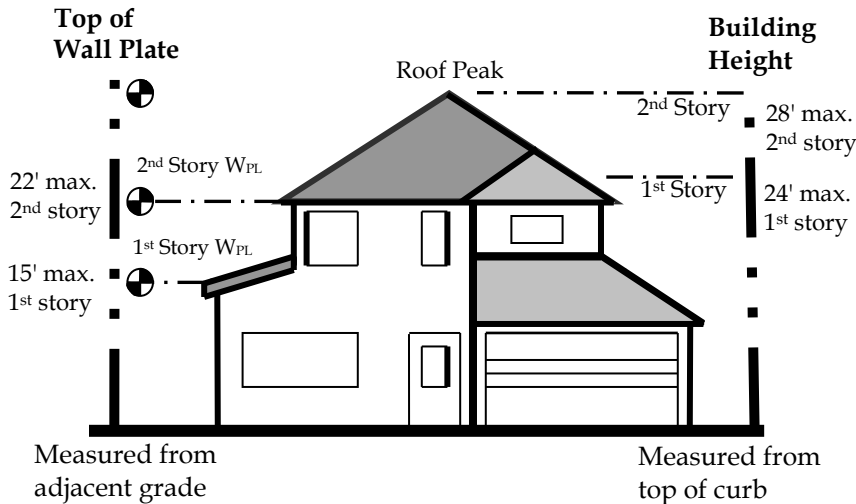 Top of
Wall Plate
Building
Height
Roof Peak
2nd Story
28' max.
2nd story
2nd Story WPL
22' max.
2nd story
1st Story
24' max.
1st story
1st Story WPL
15' max.
1st story
Measured from
adjacent grade
Measured from
top of curb